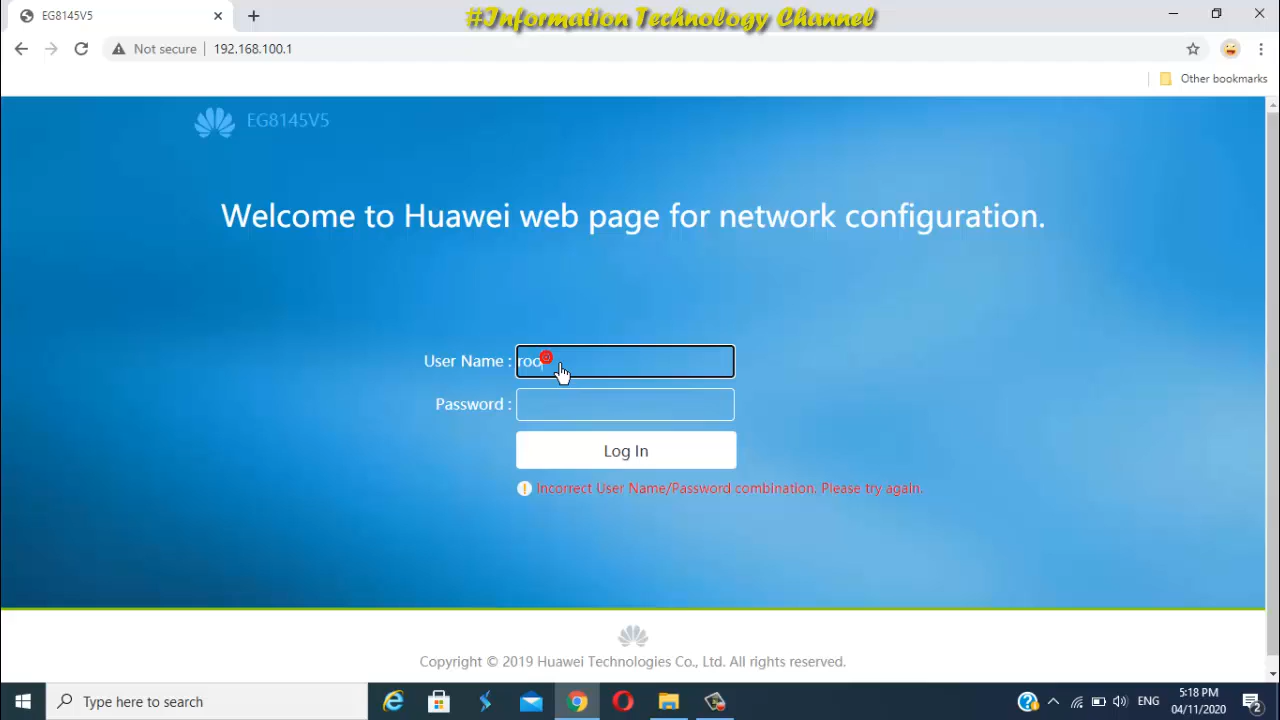 EG8145V5
#Information Technology Channel
Not secure
192.168.100.1
Other bookmarks
EG8145V5
Welcome to Huawei web page for network configuration.
User Name : roo
Password :
Log In
Incorrect User Name/Password combination. Please try again.
Copyright © 2019 Huawei Technologies Co., Ltd. All rights reserved.
Type here to search
ENG
5:18 PM
04/11/2020
2